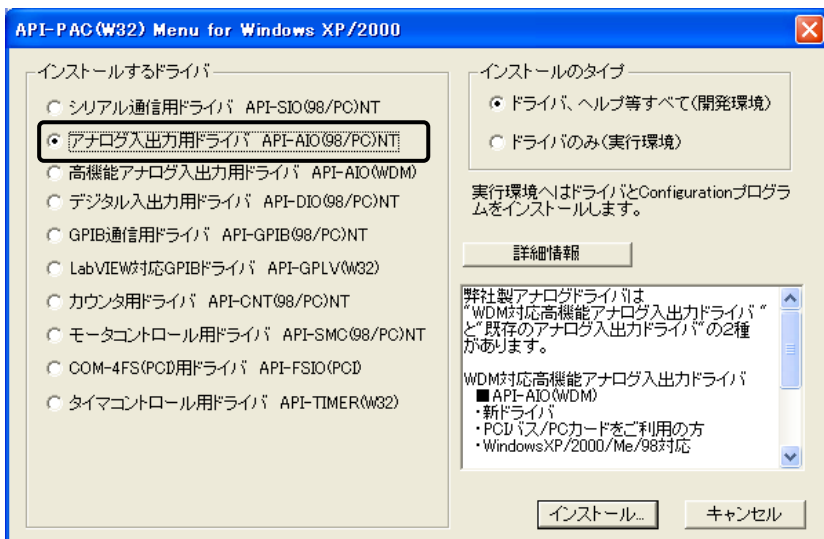 API-PAC(W32) Menu for Windows XP/2000
インストールするドライバ
シリアル通信用ドライバ API-SIO(98/PC)NT
アナログ入出力用ドライバ API-AIO(98/PC)NT
高機能アナログ入出力用ドライバ API-AIO(WDM)
デジタル入出力用ドライバ API-DIO(98/PC)NT
GPIB通信用ドライバ API-GPIB(98/PC)NT
LabVIEW対応GPIBドライバ API-GPLV(W32)
カウンタ用ドライバ API-CNT(98/PC)NT
モータコントロール用ドライバ API-SMC(98/PC)NT
COM-4FS(PCI)用ドライバ API-FSIO(PCI)
タイマコントロール用ドライバ API-TIMER(W32)
インストールのタイプ
ドライバ、ヘルプ等すべて(開発環境)
ドライバのみ(実行環境)
実行環境へはドライバとConfigurationプログラ
ムをインストールします。
詳細情報
弊社製アナログドライバは
"WDM対応高機能アナログ入出力ドライバ "
と"既存のアナログ入出力ドライバ"の2種
があります。
WDM対応高機能アナログ入出力ドライバ
■API-AIO(WDM)
・新ドライバ
・PCIバス/PCカードをご利用の方
・WindowsXP/2000/Me/98対応
インストール...
キャンセル